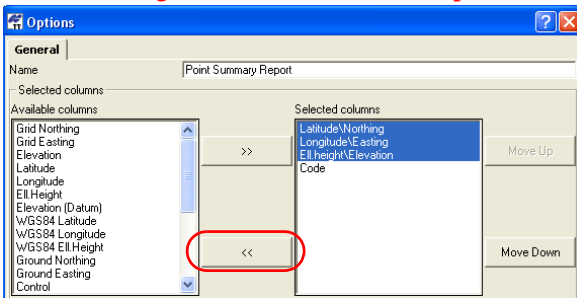 Options
General
Name Point Summary Report
Selected columns
Available columns Selected columns
Grid Northing
Grid Easting
Elevation
Latitude
Longitude
Ell.Height
Elevation (Datum)
WGS84 Latitude
WGS84 Longitude
WGS84 Ell.Height
Ground Northing
Ground Easting
Control
>>
<<
Latitude\Northing
Longitude\Easting
Ell.height\Elevation
Code
Move Up
Move Down